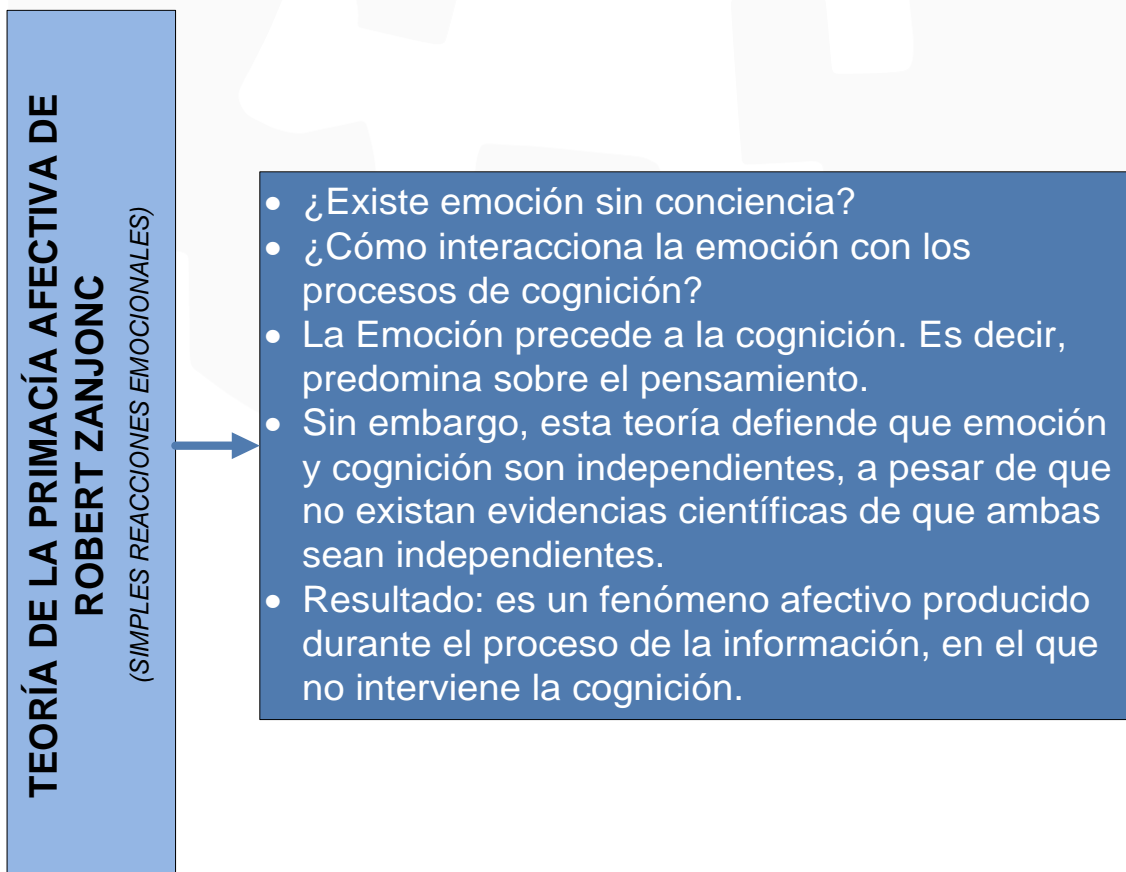 TEORÍA DE LA PRIMACÍA AFECTIVA DE
ROBERT ZANJONC
(SIMPLES REACCIONES EMOCIONALES)
• ¿Existe emoción sin conciencia?
• ¿Cómo interacciona la emoción con los
procesos de cognición?
• La Emoción precede a la cognición. Es decir,
predomina sobre el pensamiento.
• Sin embargo, esta teoría defiende que emoción
y cognición son independientes, a pesar de que
no existan evidencias científicas de que ambas
sean independientes.
• Resultado: es un fenómeno afectivo producido
durante el proceso de la información, en el que
no interviene la cognición.